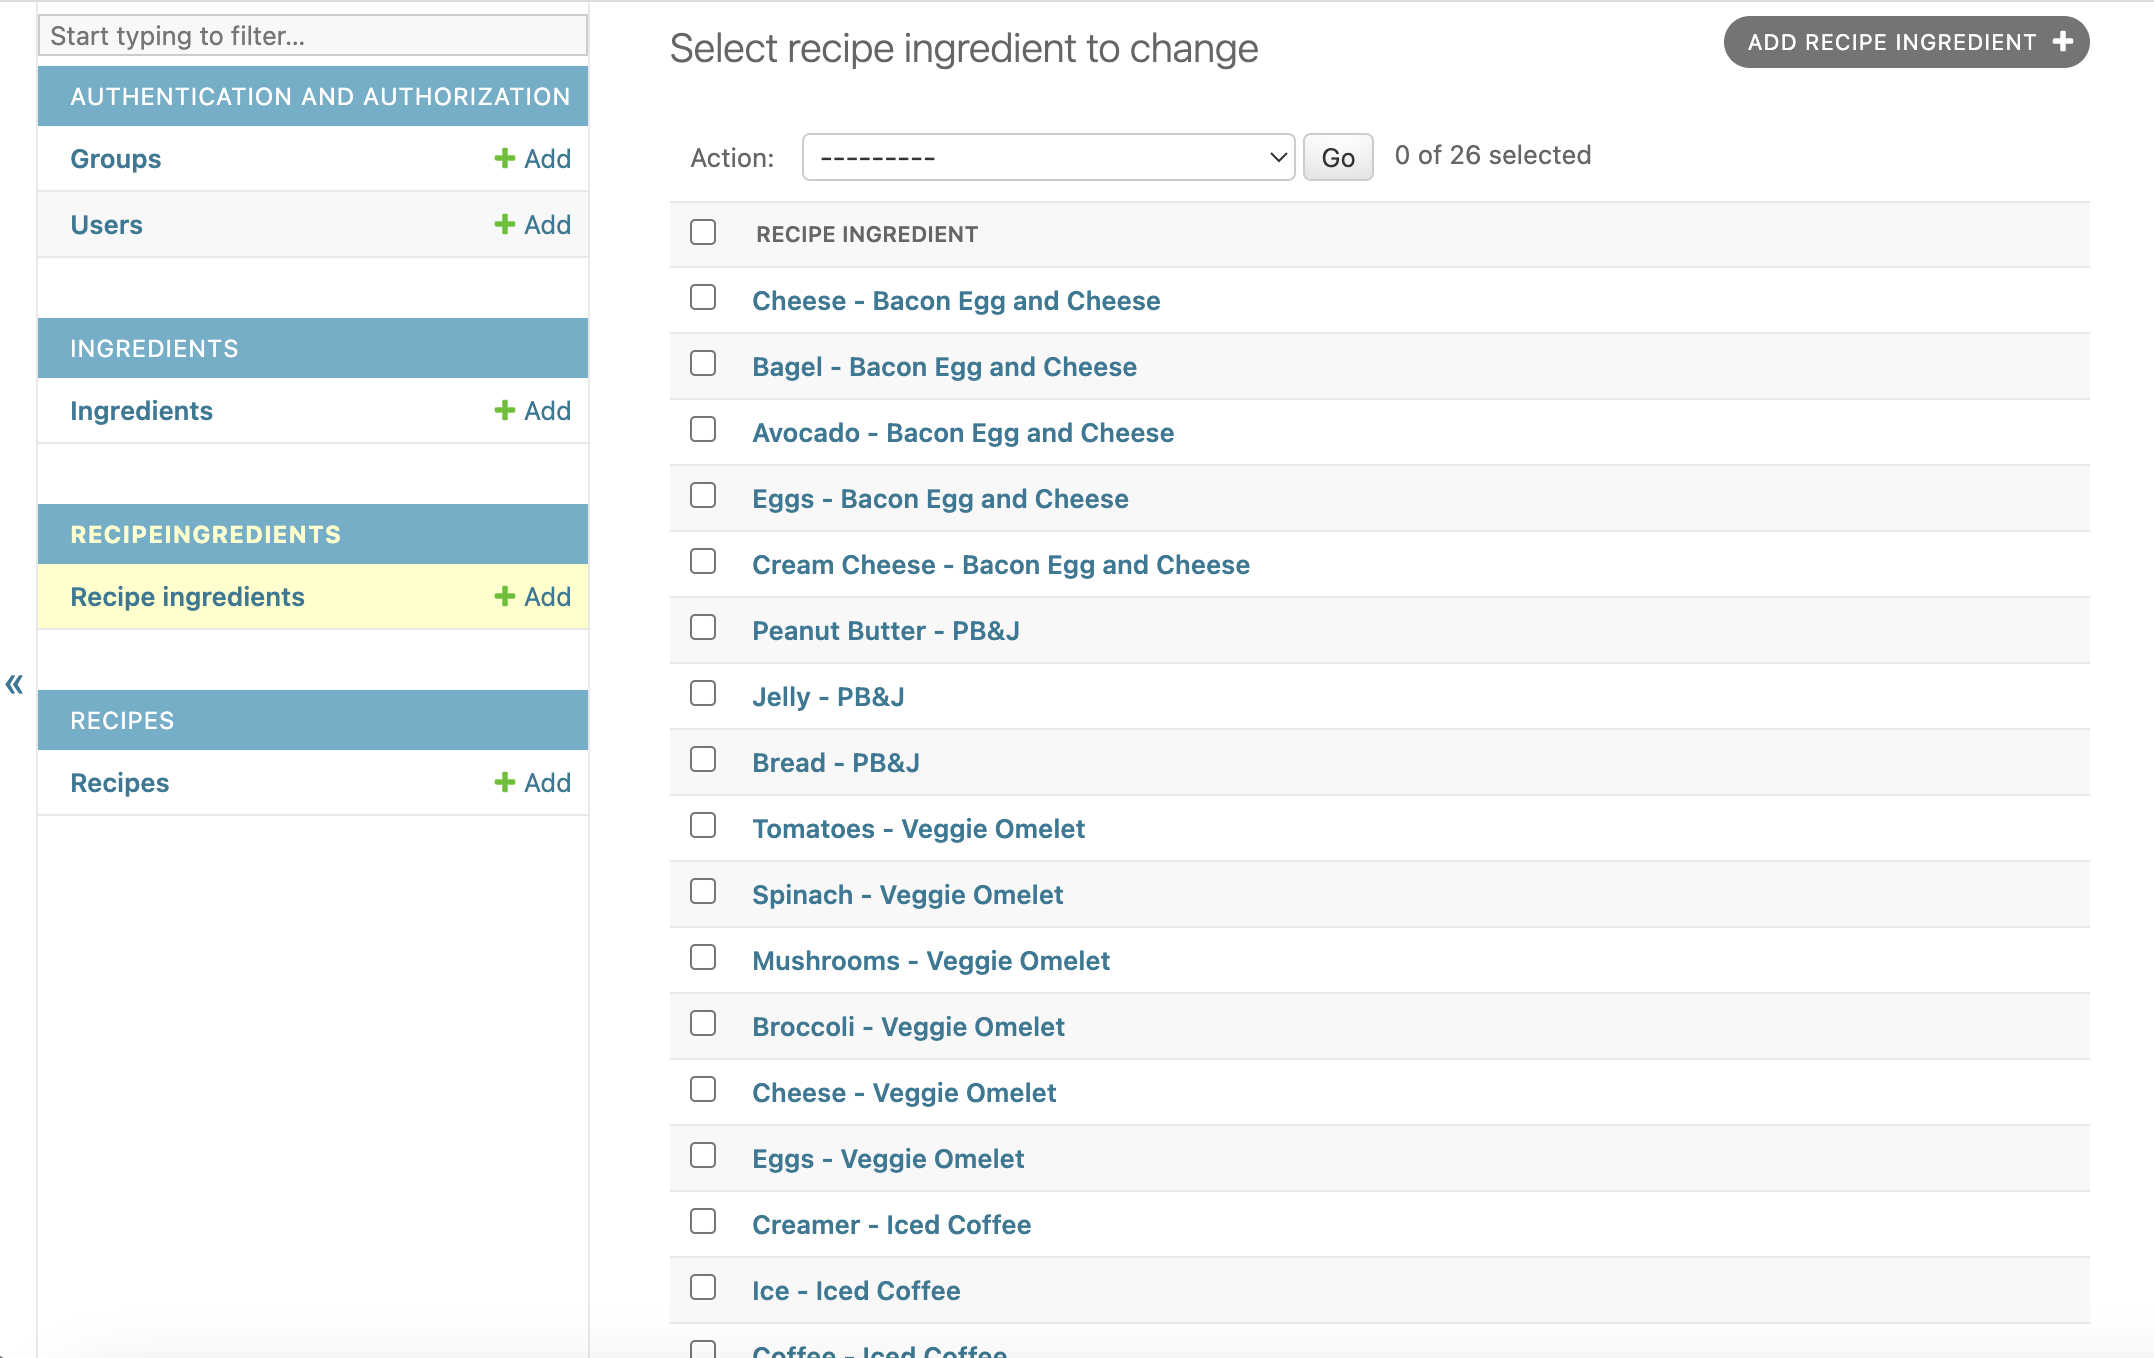 Start typing to filter...
AUTHENTICATION AND AUTHORIZATION
Groups + Add
Users + Add
INGREDIENTS
Ingredients + Add
RECIPEINGREDIENTS
Recipe ingredients + Add
«
RECIPES
Recipes + Add
Select recipe ingredient to change
ADD RECIPE INGREDIENT +
Action: --------- Go 0 of 26 selected
RECIPE INGREDIENT
Cheese - Bacon Egg and Cheese
Bagel - Bacon Egg and Cheese
Avocado - Bacon Egg and Cheese
Eggs - Bacon Egg and Cheese
Cream Cheese - Bacon Egg and Cheese
Peanut Butter - PB&J
Jelly - PB&J
Bread - PB&J
Tomatoes - Veggie Omelet
Spinach - Veggie Omelet
Mushrooms - Veggie Omelet
Broccoli - Veggie Omelet
Cheese - Veggie Omelet
Eggs - Veggie Omelet
Creamer - Iced Coffee
Ice - Iced Coffee
Coffee - Iced Coffee